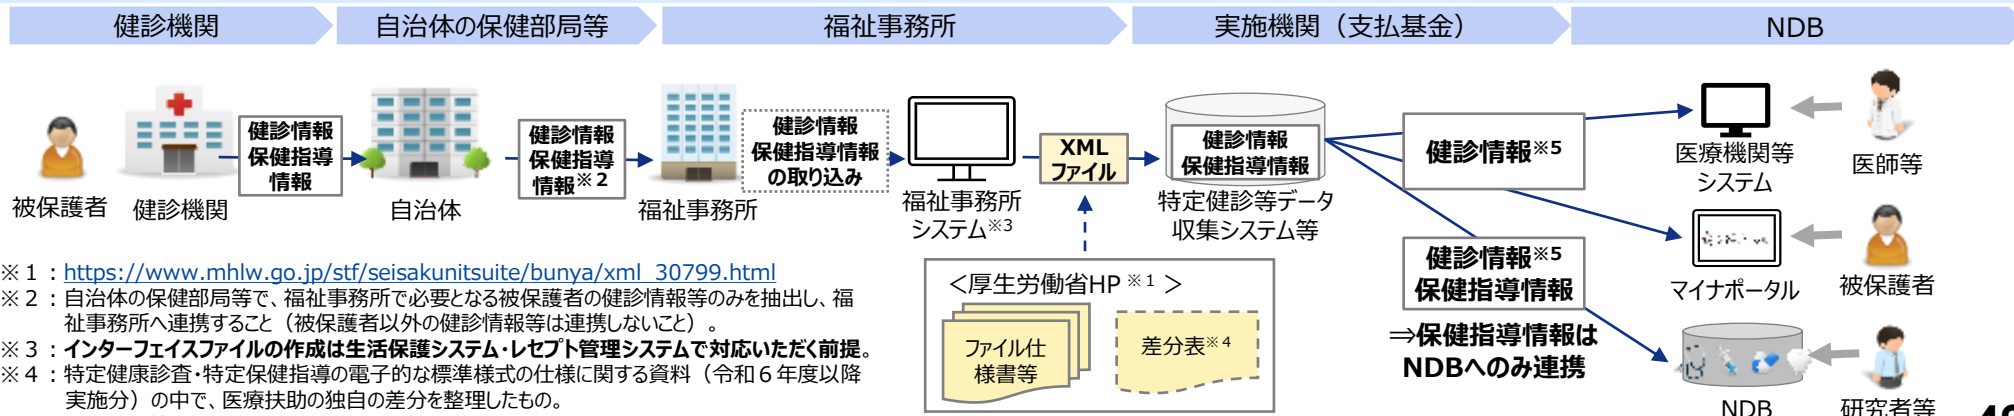 健診機関
自治体の保健部局等
福祉事務所
実施機関（支払基金）
NDB
被保護者
健診機関
健診情報
保健指導
情報
自治体
健診情報
保健指導
情報※２
福祉事務所
健診情報
保健指導情報
の取り込み
福祉事務所
システム※3
XML
ファイル
健診情報
保健指導情報
特定健診等データ
収集システム等
健診情報※5
医療機関等
システム
医師等
マイナポータル
被保護者
健診情報※5
保健指導情報
⇒保健指導情報は
NDBへのみ連携
NDB
研究者等
＜厚生労働省HP ※１ ＞
ファイル仕
様書等
差分表※４
※１：https://www.mhlw.go.jp/stf/seisakunitsuite/bunya/xml_30799.html
※２：自治体の保健部局等で、福祉事務所で必要となる被保護者の健診情報等のみを抽出し、福
祉事務所へ連携すること（被保護者以外の健診情報等は連携しないこと）。
※３：インターフェイスファイルの作成は生活保護システム・レセプト管理システムで対応いただく前提。
※４：特定健康診査・特定保健指導の電子的な標準様式の仕様に関する資料（令和６年度以降
実施分）の中で、医療扶助の独自の差分を整理したもの。